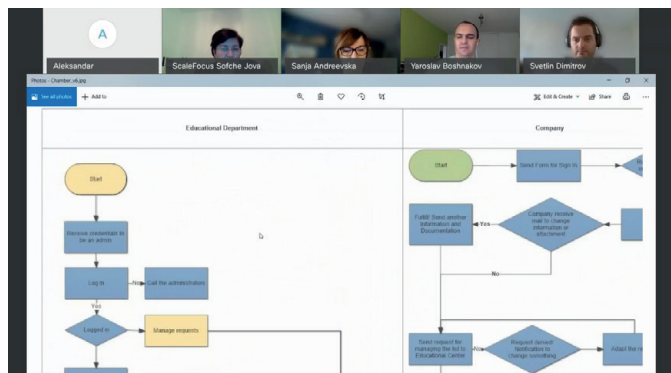 A
Aleksandar
ScaleFocus Sofche Jova
Sanja Andreevska
Yaroslav Boshnakov
Svetlin Dimitrov
Photos - Chamber_v4.jpg
See all photos
+ Add to
Edit & Create
Share
Educational Department
Company
Start
Start
Send Form for Sign in
Receive credentials to
be an admin
Fulfill/Send another
Information and
Documentation
Yes
Company receive
mail to change
information or
attachment
Log in
No
Call the administrators
Yes
No
Logged in
Manage requests
Send request for
managing the list to
Educational Center
No
Request denied
Notification to
change something
Adapt the